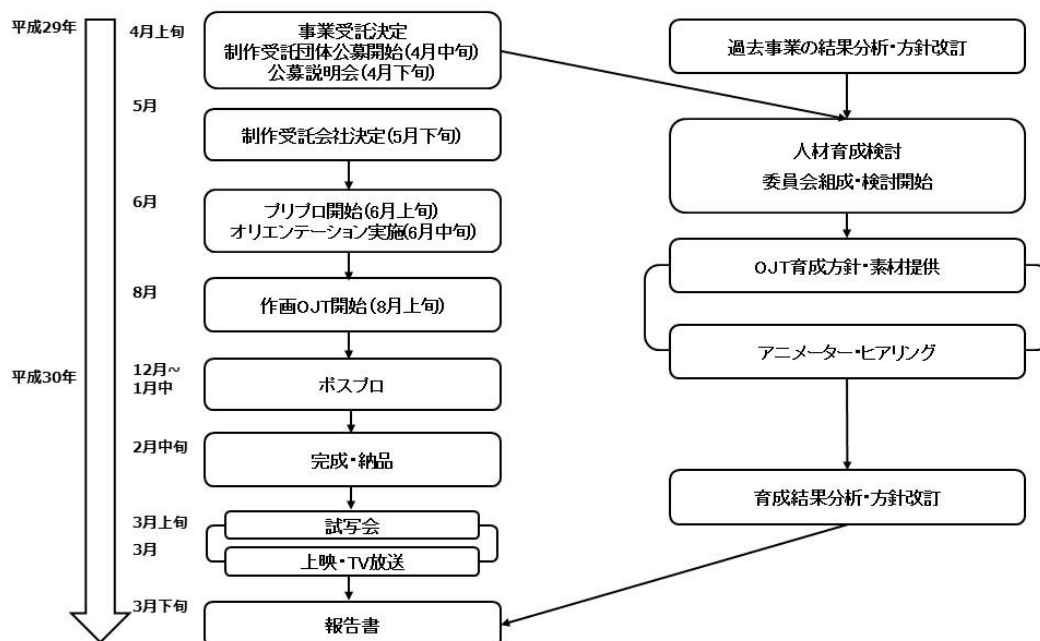 平成29年
4月上旬
事業受託決定
制作受託団体公募開始(4月中旬)
公募説明会(4月下旬)
5月
制作受託会社決定(5月下旬)
6月
プリプロ開始(6月上旬)
オリエンテーション実施(6月中旬)
8月
作画OJT開始(8月上旬)
平成30年
12月~
1月中
ポスプロ
2月中旬
完成・納品
3月上旬
試写会
3月
上映・TV放送
3月下旬
報告書
過去事業の結果分析・方針改訂
人材育成検討
委員会組成・検討開始
OJT育成方針・素材提供
アニメーター・ヒアリング
育成結果分析・方針改訂